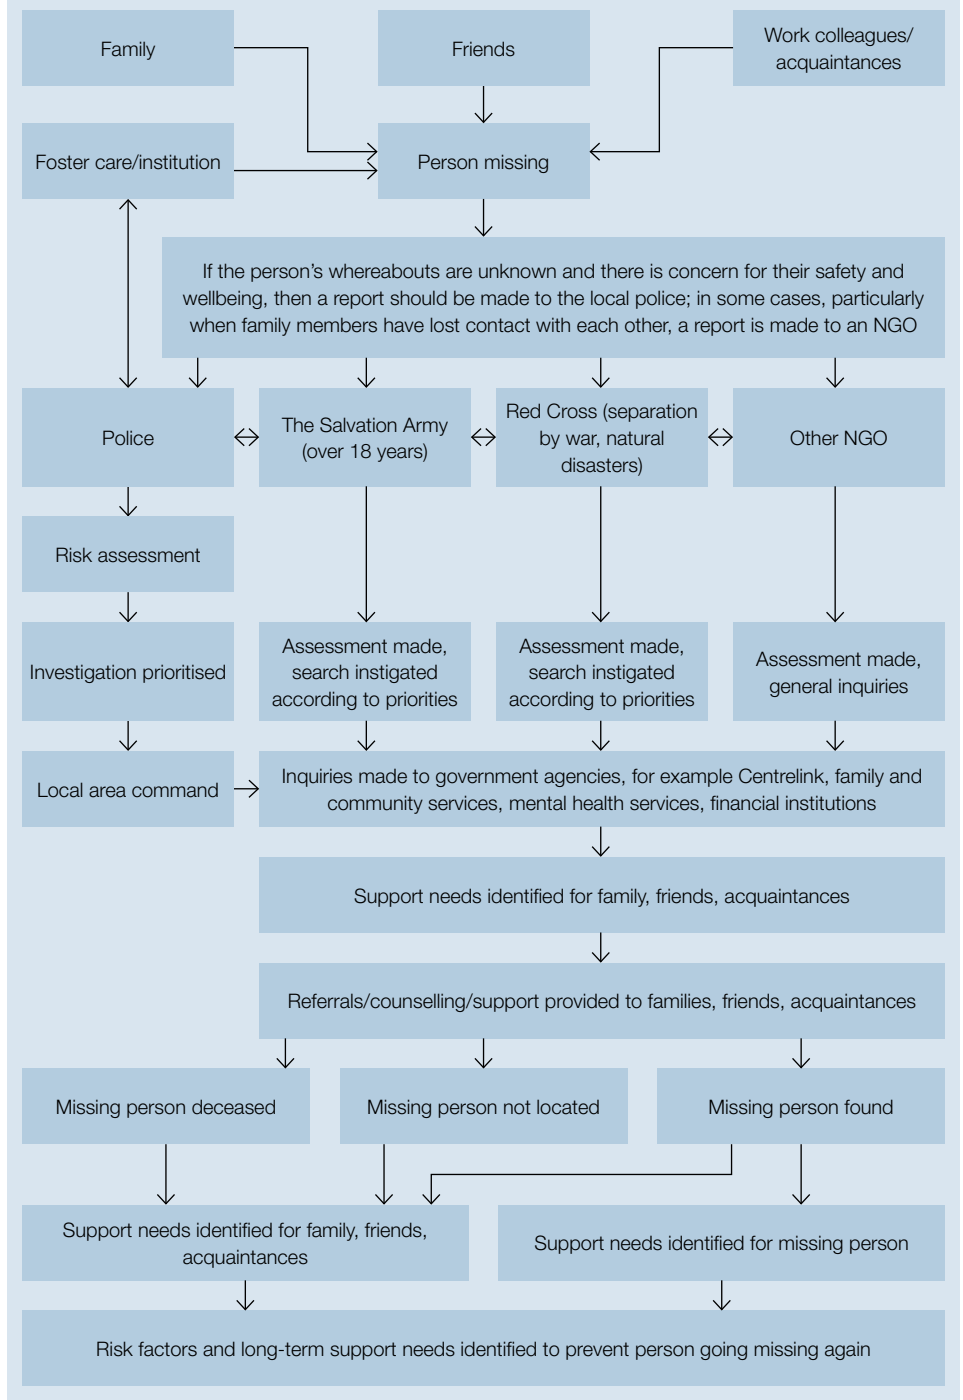 Family
Friends
Work colleagues/
acquaintances
Foster care/institution
Person missing
If the person’s whereabouts are unknown and there is concern for their safety and
wellbeing, then a report should be made to the local police; in some cases, particularly
when family members have lost contact with each other, a report is made to an NGO
Police
The Salvation Army
(over 18 years)
Red Cross (separation
by war, natural
disasters)
Other NGO
Risk assessment
Investigation prioritised
Assessment made,
search instigated
according to priorities
Assessment made,
search instigated
according to priorities
Assessment made,
general inquiries
Local area command
Inquiries made to government agencies, for example Centrelink, family and
community services, mental health services, financial institutions
Support needs identified for family, friends, acquaintances
Referrals/counselling/support provided to families, friends, acquaintances
Missing person deceased
Missing person not located
Missing person found
Support needs identified for family, friends,
acquaintances
Support needs identified for missing person
Risk factors and long-term support needs identified to prevent person going missing again